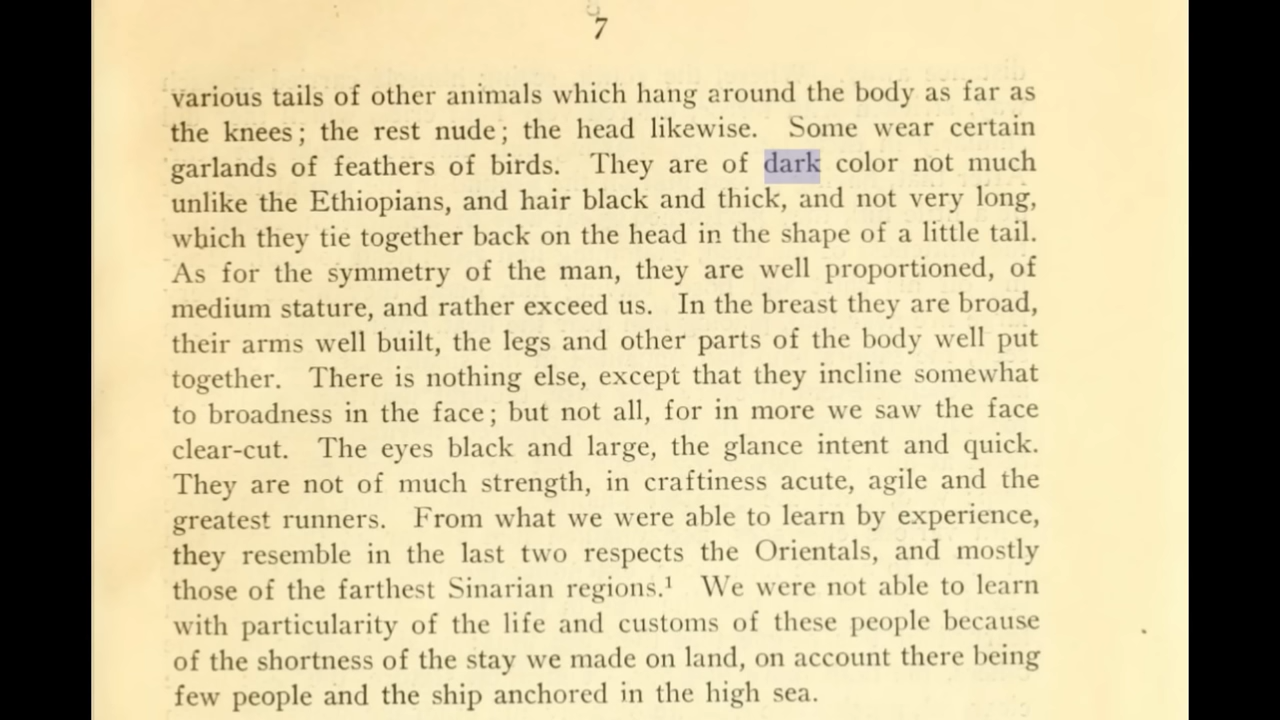 7
various tails of other animals which hang around the body as far as
the knees; the rest nude; the head likewise. Some wear certain
garlands of feathers of birds. They are of dark color not much
unlike the Ethiopians, and hair black and thick, and not very long,
which they tie together back on the head in the shape of a little tail.
As for the symmetry of the man, they are well proportioned, of
medium stature, and rather exceed us. In the breast they are broad,
their arms well built, the legs and other parts of the body well put
together. There is nothing else, except that they incline somewhat
to broadness in the face; but not all, for in more we saw the face
clear-cut. The eyes black and large, the glance intent and quick.
They are not of much strength, in craftiness acute, agile and the
greatest runners. From what we were able to learn by experience,
they resemble in the last two respects the Orientals, and mostly
those of the farthest Sinarian regions.¹ We were not able to learn
with particularity of the life and customs of these people because
of the shortness of the stay we made on land, on account there being
few people and the ship anchored in the high sea.